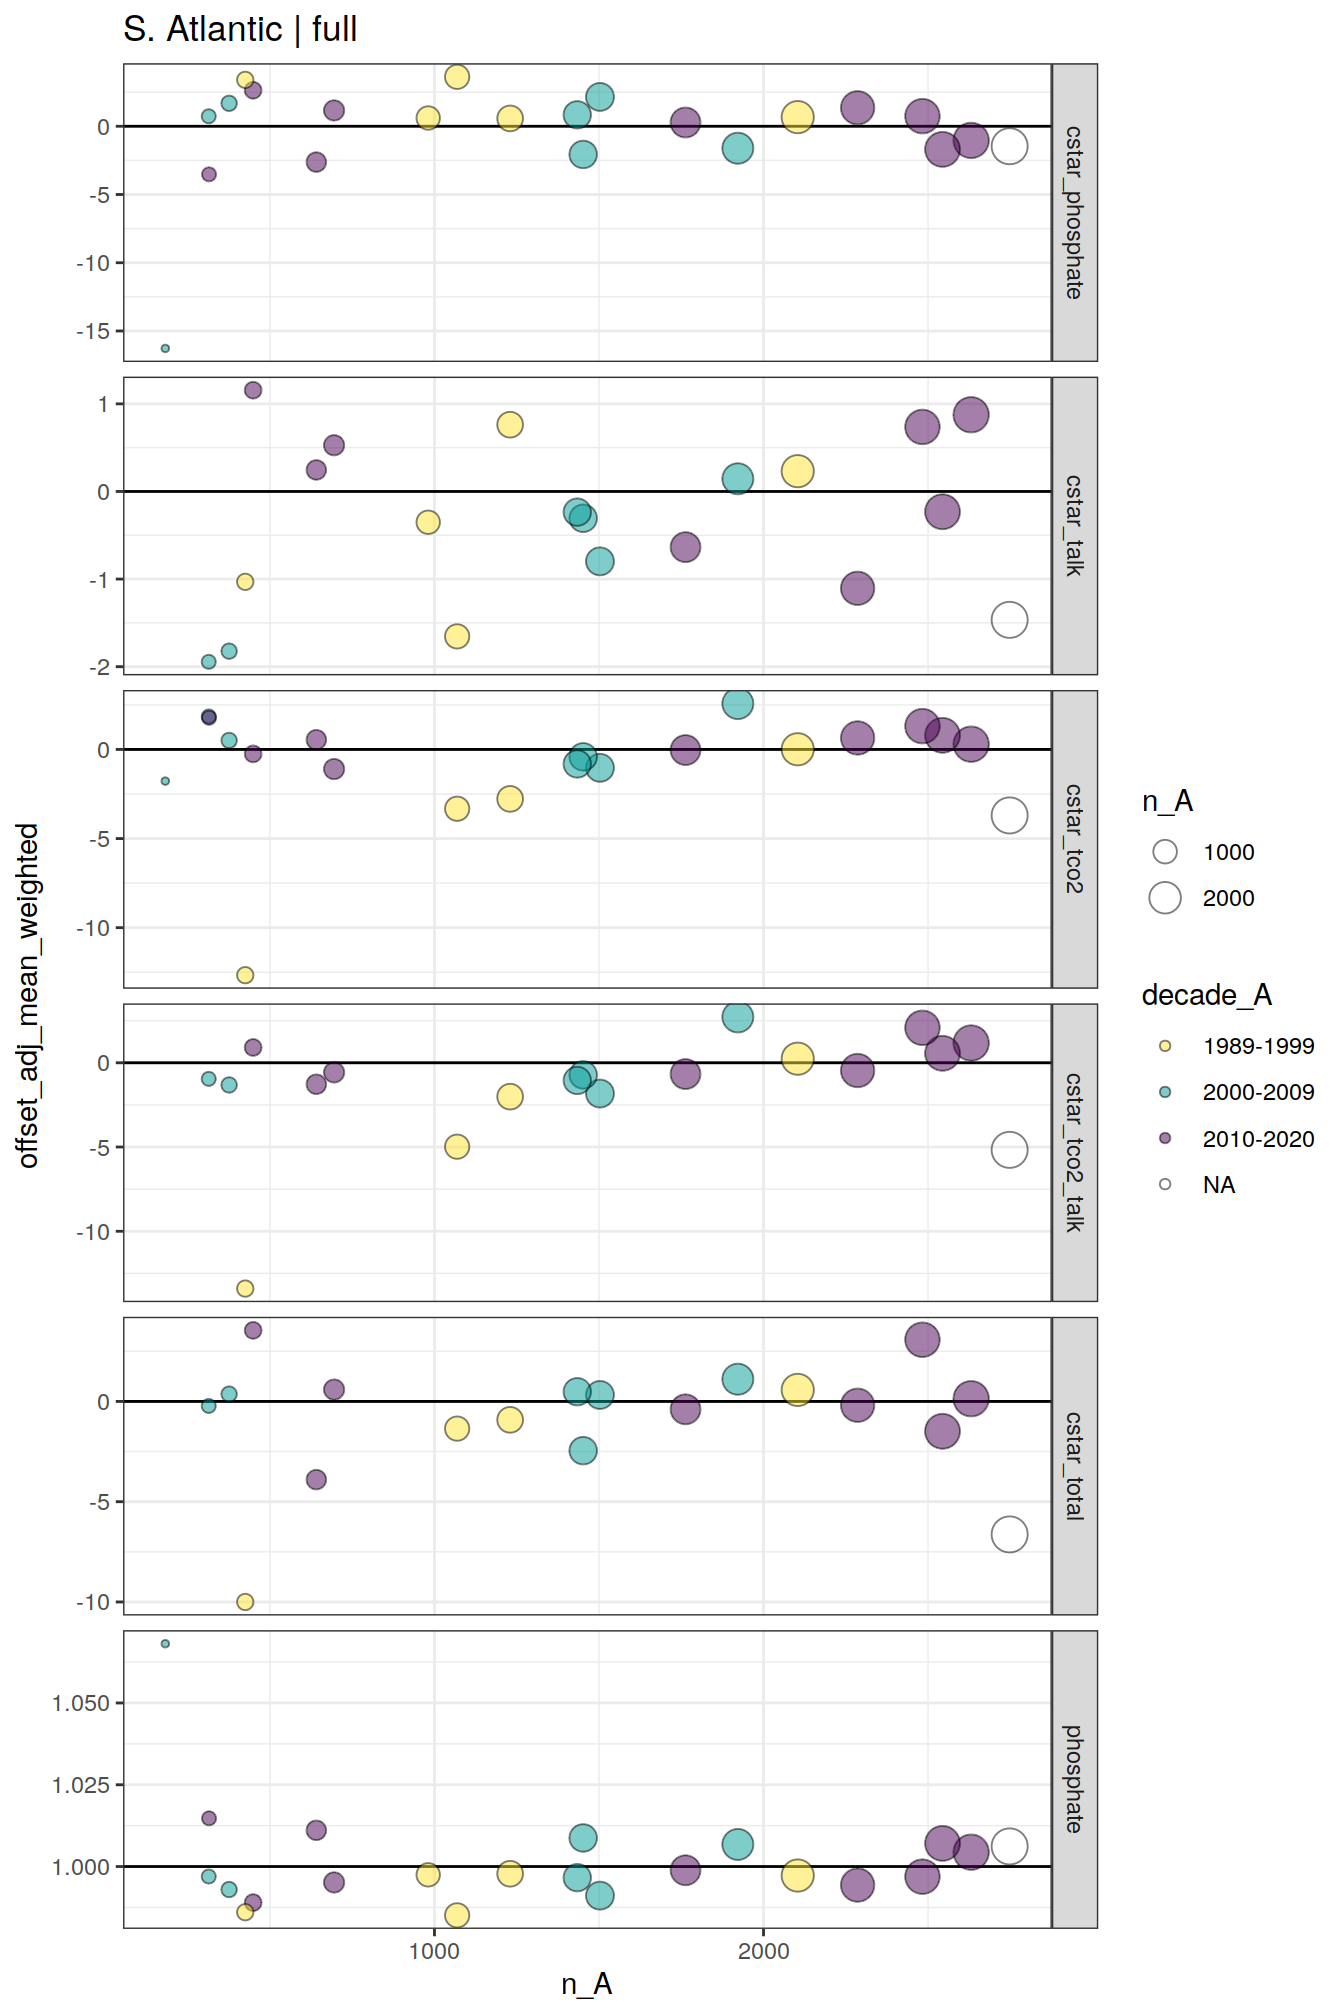 S. Atlantic | full
offset_adj_mean_weighted
0
-5
-10
-15
cstar_phosphate
1
0
-1
-2
cstar_talk
0
-5
-10
cstar_tco2
0
-5
-10
cstar_tco2_talk
0
-5
-10
cstar_total
1.050
1.025
1.000
phosphate
1000
2000
n_A
n_A
1000
2000
decade_A
1989-1999
2000-2009
2010-2020
NA